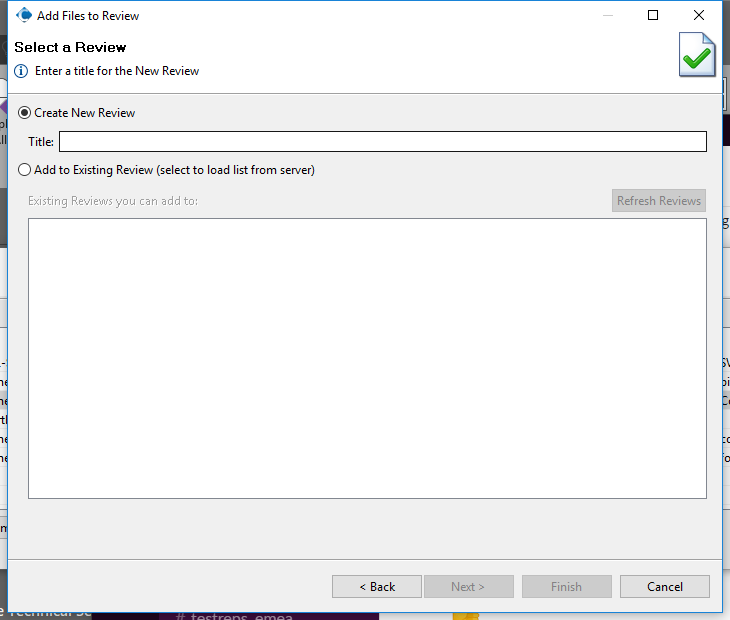 Add Files to Review
Select a Review
Enter a title for the New Review
Create New Review
Title:
Add to Existing Review (select to load list from server)
Existing Reviews you can add to:
Refresh Reviews
< Back
Next >
Finish
Cancel